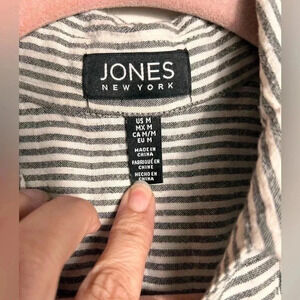 JONES
NEW YORK
US M
MX M
CA M/M
EU M
MADE IN
CHINA
FABRIQUÉ EN
CHINE
HECHO EN
CHINA